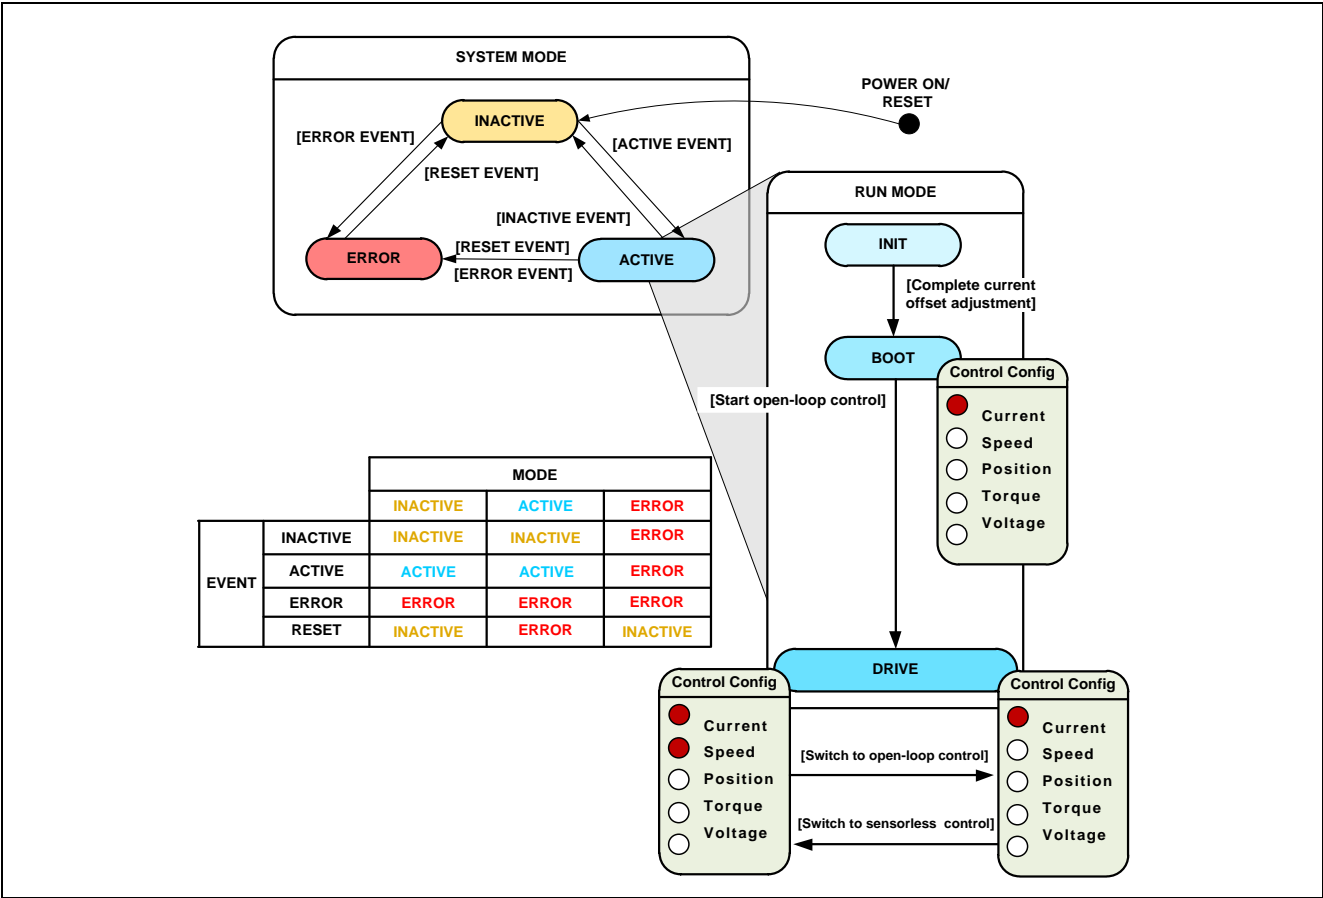 SYSTEM MODE
POWER ON/
RESET
INACTIVE
[ERROR EVENT]
[ACTIVE EVENT]
[RESET EVENT]
[INACTIVE EVENT]
[RESET EVENT]
ERROR
ACTIVE
[ERROR EVENT]
RUN MODE
INIT
[Complete current
offset adjustment]
BOOT
Control Config
Current
Speed
Position
Torque
Voltage
[Start open-loop control]
MODE
INACTIVE ACTIVE ERROR
EVENT
INACTIVE INACTIVE INACTIVE ERROR
ACTIVE ACTIVE ACTIVE ERROR
ERROR ERROR ERROR ERROR
RESET INACTIVE ERROR INACTIVE
DRIVE
Control Config
Current
Speed
Position
Torque
Voltage
[Switch to open-loop control]
[Switch to sensorless control]
Control Config
Current
Speed
Position
Torque
Voltage